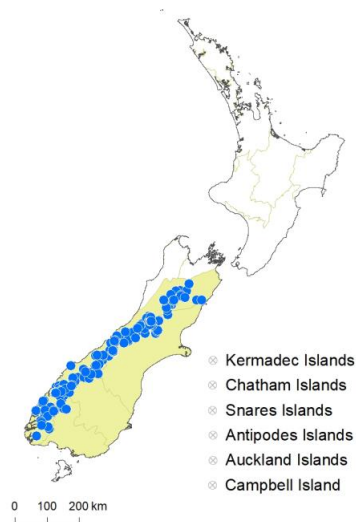 Kermadec Islands
Chatham Islands
Snares Islands
Antipodes Islands
Auckland Islands
Campbell Island
0 100 200 km